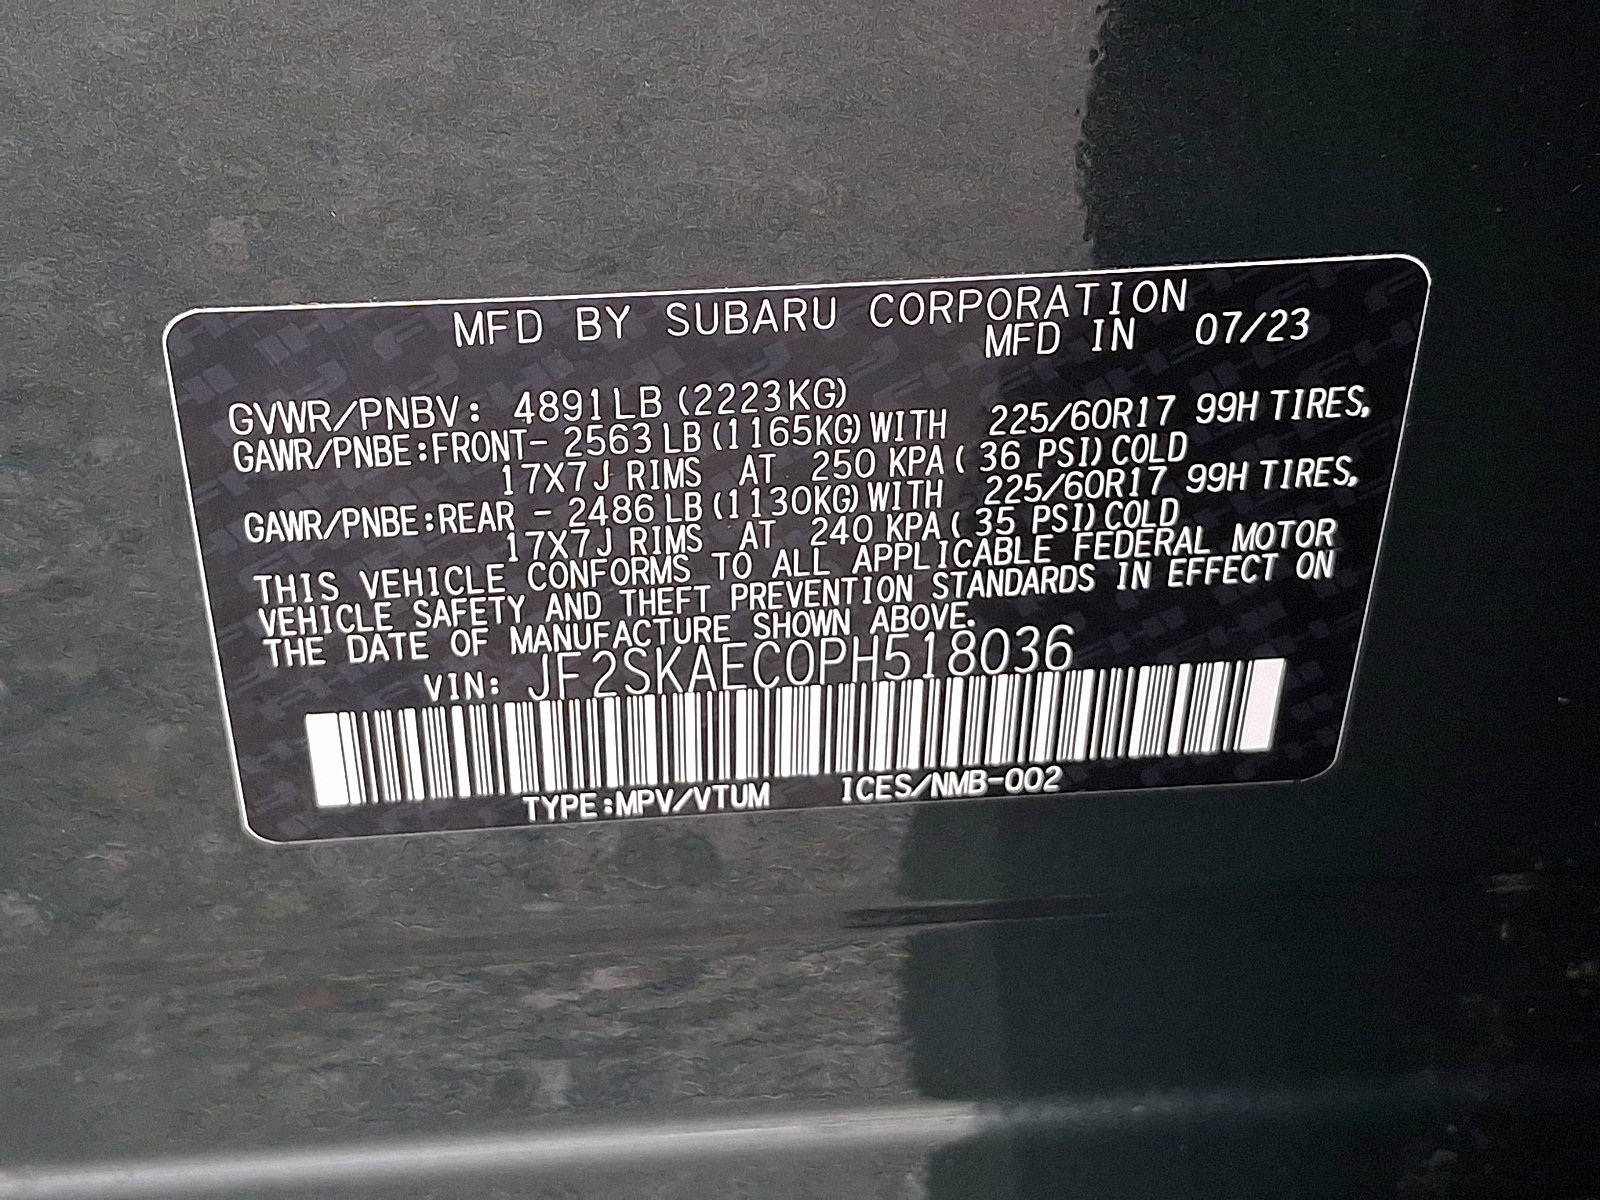 MFD BY SUBARU CORPORATION
MFD IN 07/23
GVWR/PNBV: 4891LB (2223KG)
GAWR/PNBE:FRONT- 2563 LB (1165KG) WITH 225/60R17 99H TIRES,
17X7J RIMS AT 250 KPA ( 36 PSI) COLD
GAWR/PNBE:REAR - 2486 LB (1130KG) WITH 225/60R17 99H TIRES,
17X7J RIMS AT 240 KPA ( 35 PSI) COLD
THIS VEHICLE CONFORMS TO ALL APPLICABLE FEDERAL MOTOR
VEHICLE SAFETY AND THEFT PREVENTION STANDARDS IN EFFECT ON
THE DATE OF MANUFACTURE SHOWN ABOVE.
VIN: JF2SKAEC0PH518036
TYPE:MPV/VTUM ICES/NMB-002